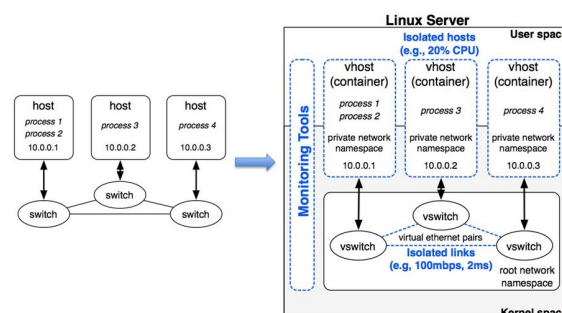 host
process 1
process 2
10.0.0.1
host
process 3
10.0.0.2
host
process 4
10.0.0.3
switch
switch
switch
Linux Server
User space
Isolated hosts
(e.g., 20% CPU)
Monitoring Tools
vhost
(container)
process 1
process 2
private network
namespace
10.0.0.1
vhost
(container)
process 3
private network
namespace
10.0.0.2
vhost
(container)
process 4
private network
namespace
10.0.0.3
vswitch
virtual ethernet pairs
vswitch
vswitch
Isolated links
(e.g, 100mbps, 2ms)
root network
namespace
Kernel space